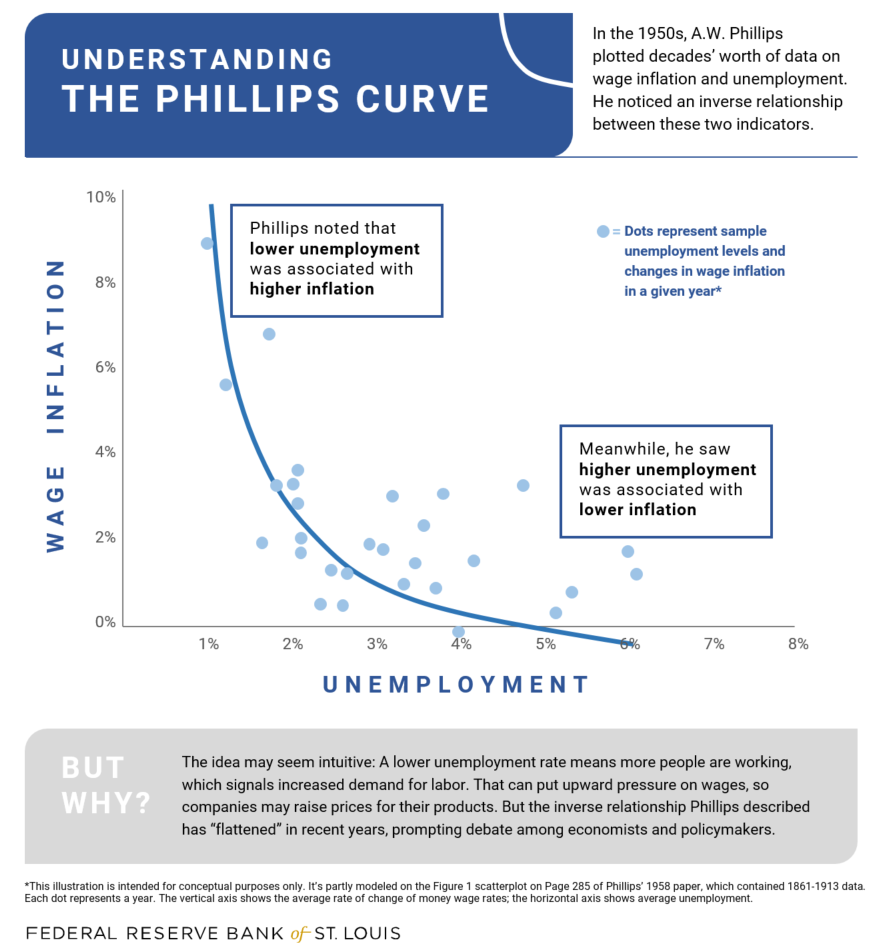 UNDERSTANDING
THE PHILLIPS CURVE
In the 1950s, A.W. Phillips
plotted decades’ worth of data on
wage inflation and unemployment.
He noticed an inverse relationship
between these two indicators.
10%
8%
6%
4%
2%
0%
WAGE INFLATION
Phillips noted that
lower unemployment
was associated with
higher inflation
= Dots represent sample
unemployment levels and
changes in wage inflation
in a given year*
Meanwhile, he saw
higher unemployment
was associated with
lower inflation
1% 2% 3% 4% 5% 6% 7% 8%
UNEMPLOYMENT
BUT
WHY?
The idea may seem intuitive: A lower unemployment rate means more people are working,
which signals increased demand for labor. That can put upward pressure on wages, so
companies may raise prices for their products. But the inverse relationship Phillips described
has “flattened” in recent years, prompting debate among economists and policymakers.
*This illustration is intended for conceptual purposes only. It’s partly modeled on the Figure 1 scatterplot on Page 285 of Phillips’ 1958 paper, which contained 1861-1913 data.
Each dot represents a year. The vertical axis shows the average rate of change of money wage rates; the horizontal axis shows average unemployment.
FEDERAL RESERVE BANK of ST. LOUIS